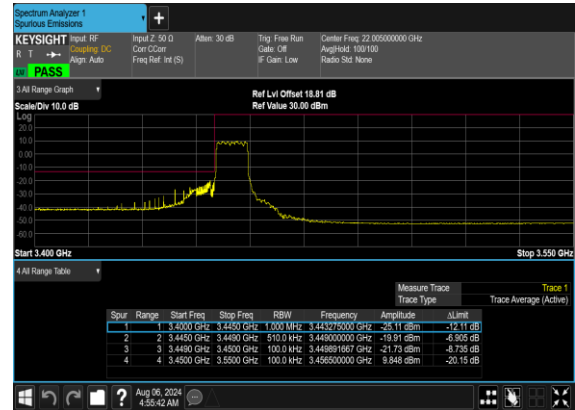 Spectrum Analyzer 1
Spurious Emissions
+
KEYSIGHT Input: RF Input Z: 50 Ω Atten: 30 dB Trig: Free Run Center Freq: 22.005000000 GHz
R T Coupling: DC Corr CCorr Gate: Off Avg|Hold: 100/100
Align: Auto Freq Ref: Int (S) IF Gain: Low Radio Std: None
PASS
3 All Range Graph
Ref Lvl Offset 18.81 dB
Scale/Div 10.0 dB Ref Value 30.00 dBm
Log
20.0
10.0
0.00
-10.0
-20.0
-30.0
-40.0
-50.0
-60.0
Start 3.400 GHz Stop 3.550 GHz
4 All Range Table
Measure Trace Trace 1
Trace Type Trace Average (Active)
Spur Range Start Freq Stop Freq RBW Frequency Amplitude ΔLimit
1 1 3.4000 GHz 3.4450 GHz 1.000 MHz 3.443275000 GHz -25.11 dBm -12.11 dB
2 2 3.4450 GHz 3.4490 GHz 510.0 kHz 3.449000000 GHz -19.91 dBm -6.905 dB
3 3 3.4490 GHz 3.4500 GHz 100.0 kHz 3.449891667 GHz -21.73 dBm -8.735 dB
4 4 3.4500 GHz 3.5500 GHz 100.0 kHz 3.456500000 GHz 9.848 dBm -20.15 dB
? Aug 06, 2024
4:55:42 AM